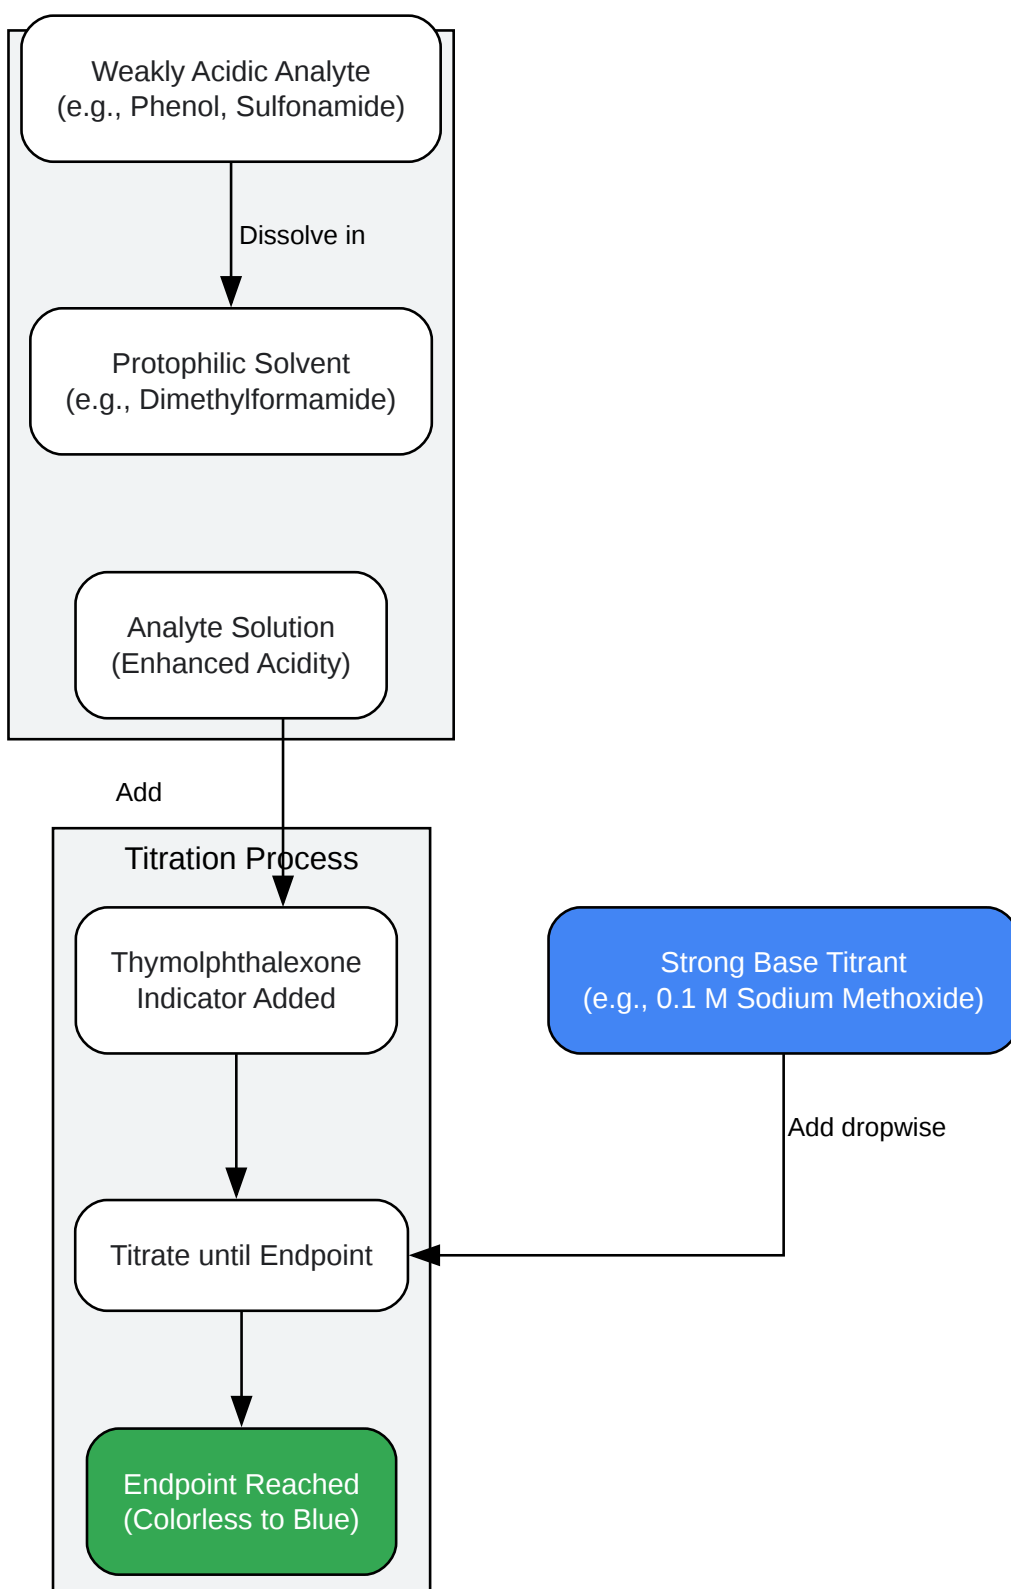 Weakly Acidic Analyte
(e.g., Phenol, Sulfonamide)
Dissolve in
Protophilic Solvent
(e.g., Dimethylformamide)
Analyte Solution
(Enhanced Acidity)
Add
Titration Process
Thymolphthalexone
Indicator Added
Strong Base Titrant
(e.g., 0.1 M Sodium Methoxide)
Add dropwise
Titrate until Endpoint
Endpoint Reached
(Colorless to Blue)